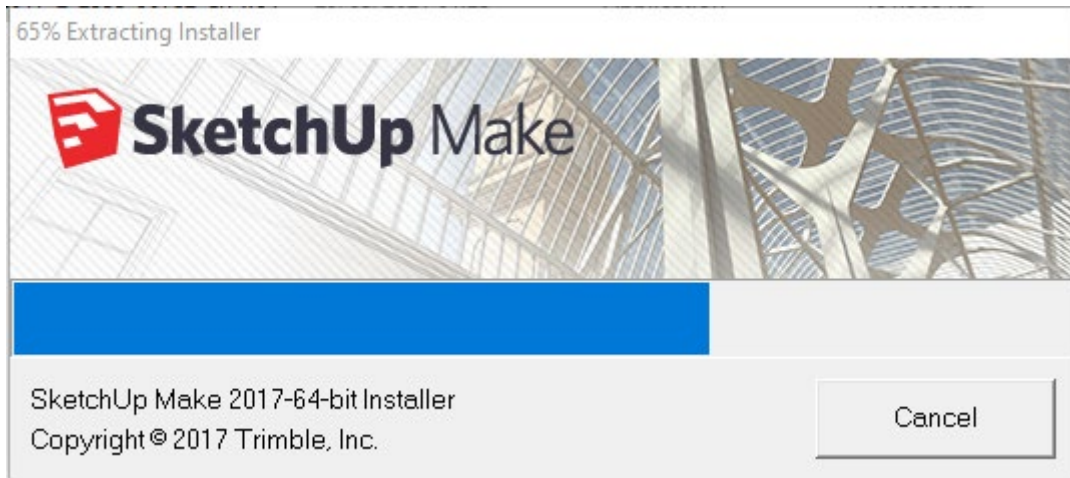 65% Extracting Installer
SketchUp Make
SketchUp Make 2017-64-bit Installer
Copyright © 2017 Trimble, Inc.
Cancel